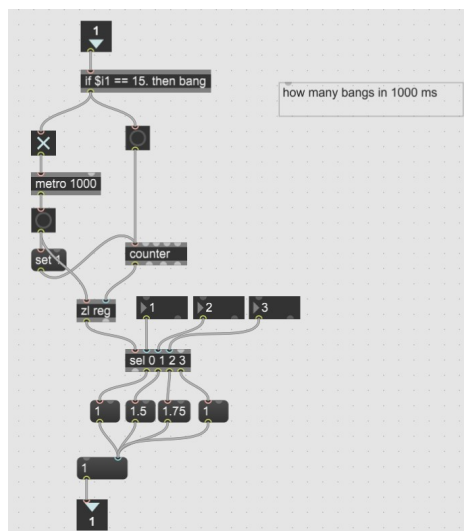 1
if $i1 == 15. then bang
how many bangs in 1000 ms
metro 1000
set 1
counter
zl reg
1
2
3
sel 0 1 2 3
1
1.5
1.75
1
1
1